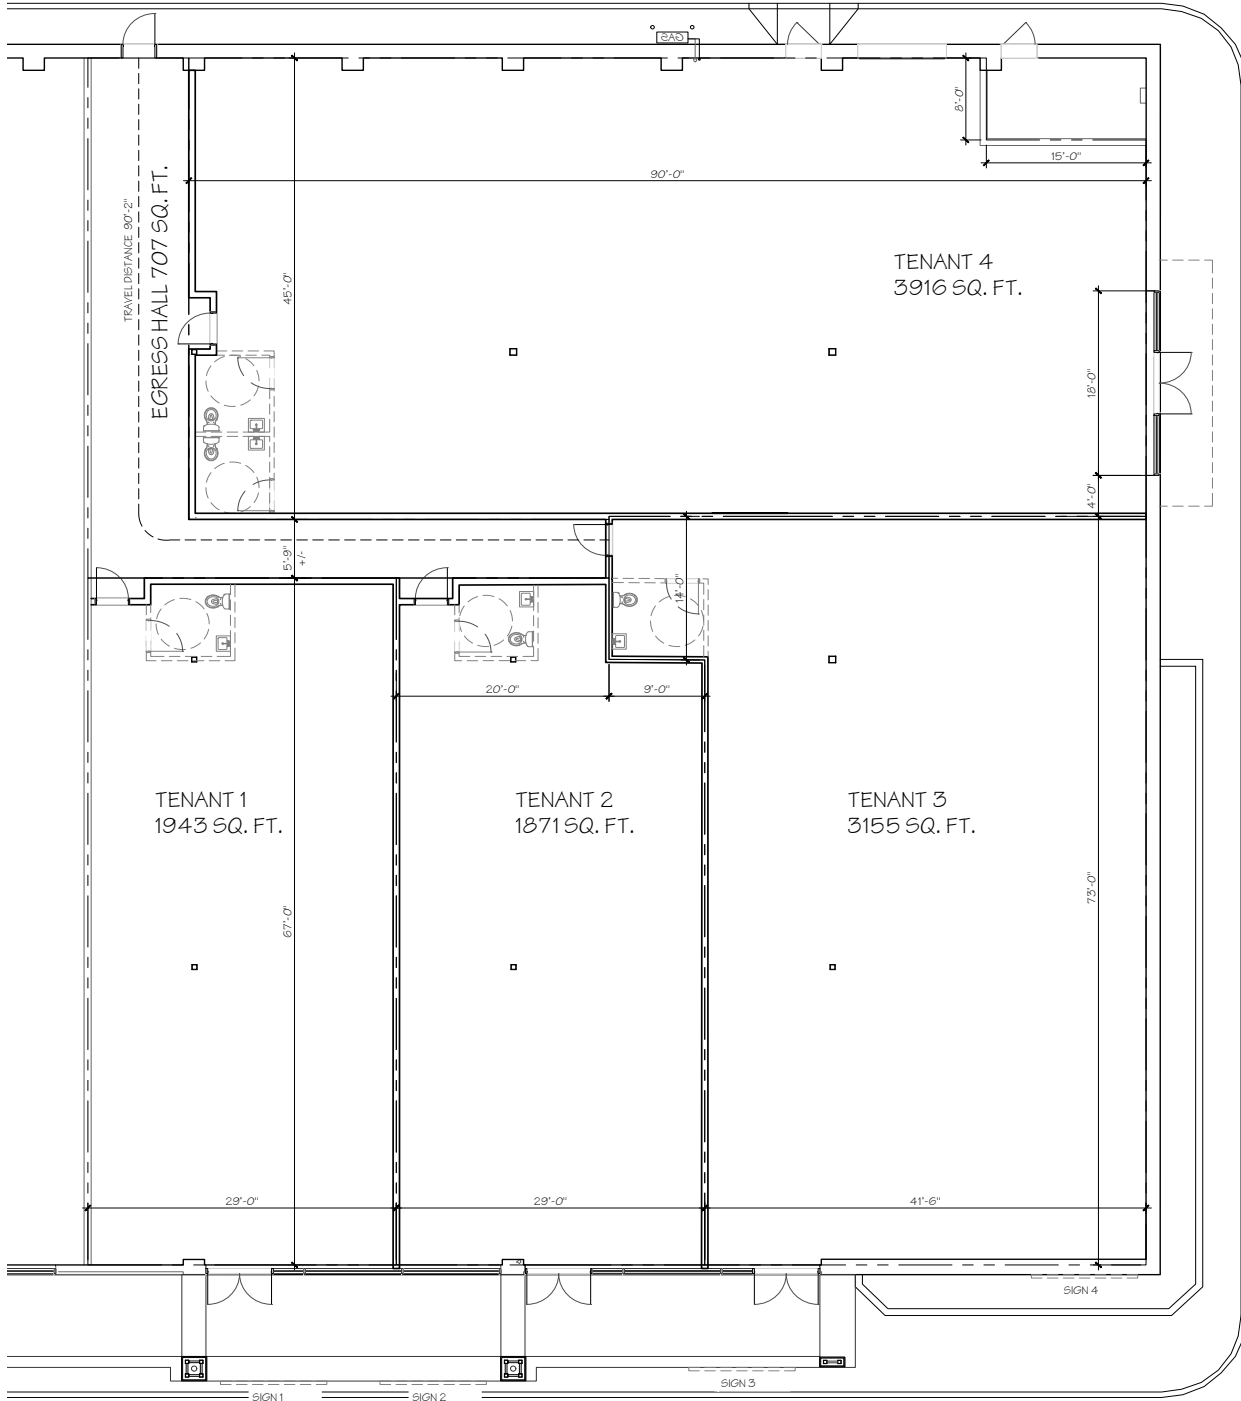 GAS
8'-0"
15'-0"
90'-0"
TRAVEL DISTANCE 90'-2"
EGRESS HALL 707 SQ. FT.
45'-0"
TENANT 4
3916 SQ. FT.
18'-0"
4'-0"
5'-9"
+/-
14'-0"
20'-0"
9'-0"
TENANT 1
1943 SQ. FT.
TENANT 2
1871 SQ. FT.
TENANT 3
3155 SQ. FT.
67'-0"
73'-0"
29'-0"
29'-0"
41'-6"
SIGN 4
SIGN 3
SIGN 1
SIGN 2